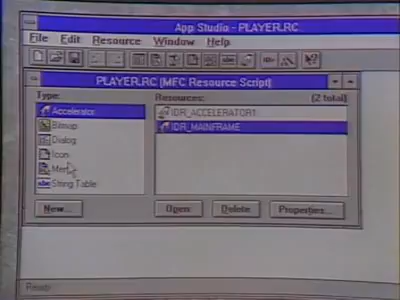 App Studio - PLAYER.RC
File Edit Resource Window Help
PLAYER.RC (MFC Resource Script)
Type:
Resources: (2 total)
Accelerator
Bitmap
Dialog
Icon
Menu
abc String Table
IDR_ACCELERATOR1
IDR_MAINFRAME
New...
Open
Delete
Properties...
Ready